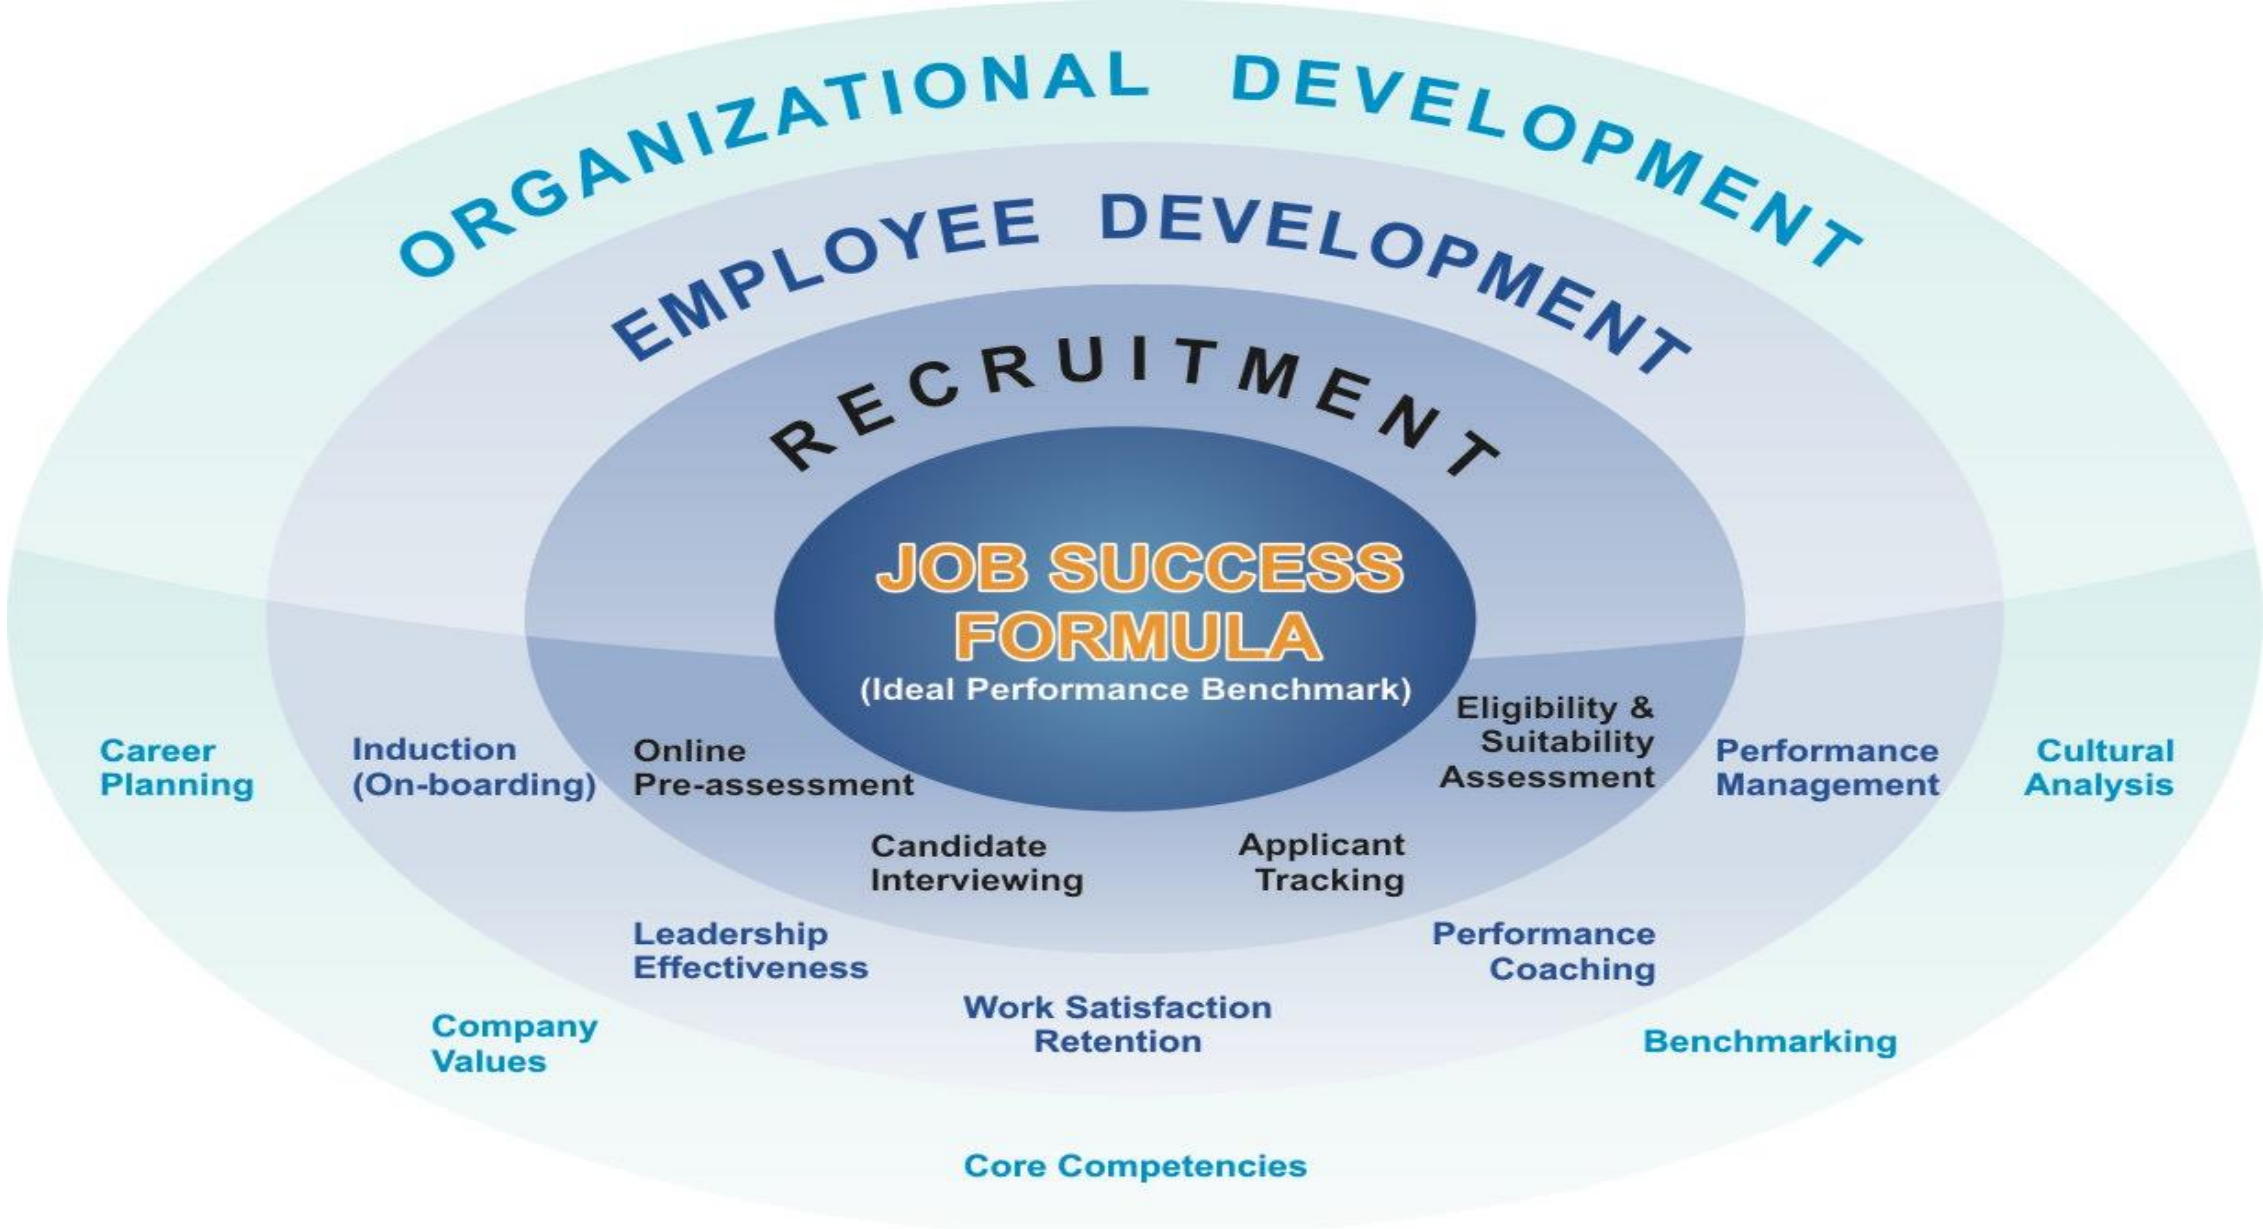 ORGANIZATIONAL DEVELOPMENT
EMPLOYEE DEVELOPMENT
RECRUITMENT
JOB SUCCESS
FORMULA
(Ideal Performance Benchmark)
Career
Planning
Induction
(On-boarding)
Online
Pre-assessment
Eligibility &
Suitability
Assessment
Performance
Management
Cultural
Analysis
Candidate
Interviewing
Applicant
Tracking
Leadership
Effectiveness
Performance
Coaching
Work Satisfaction
Retention
Company
Values
Benchmarking
Core Competencies